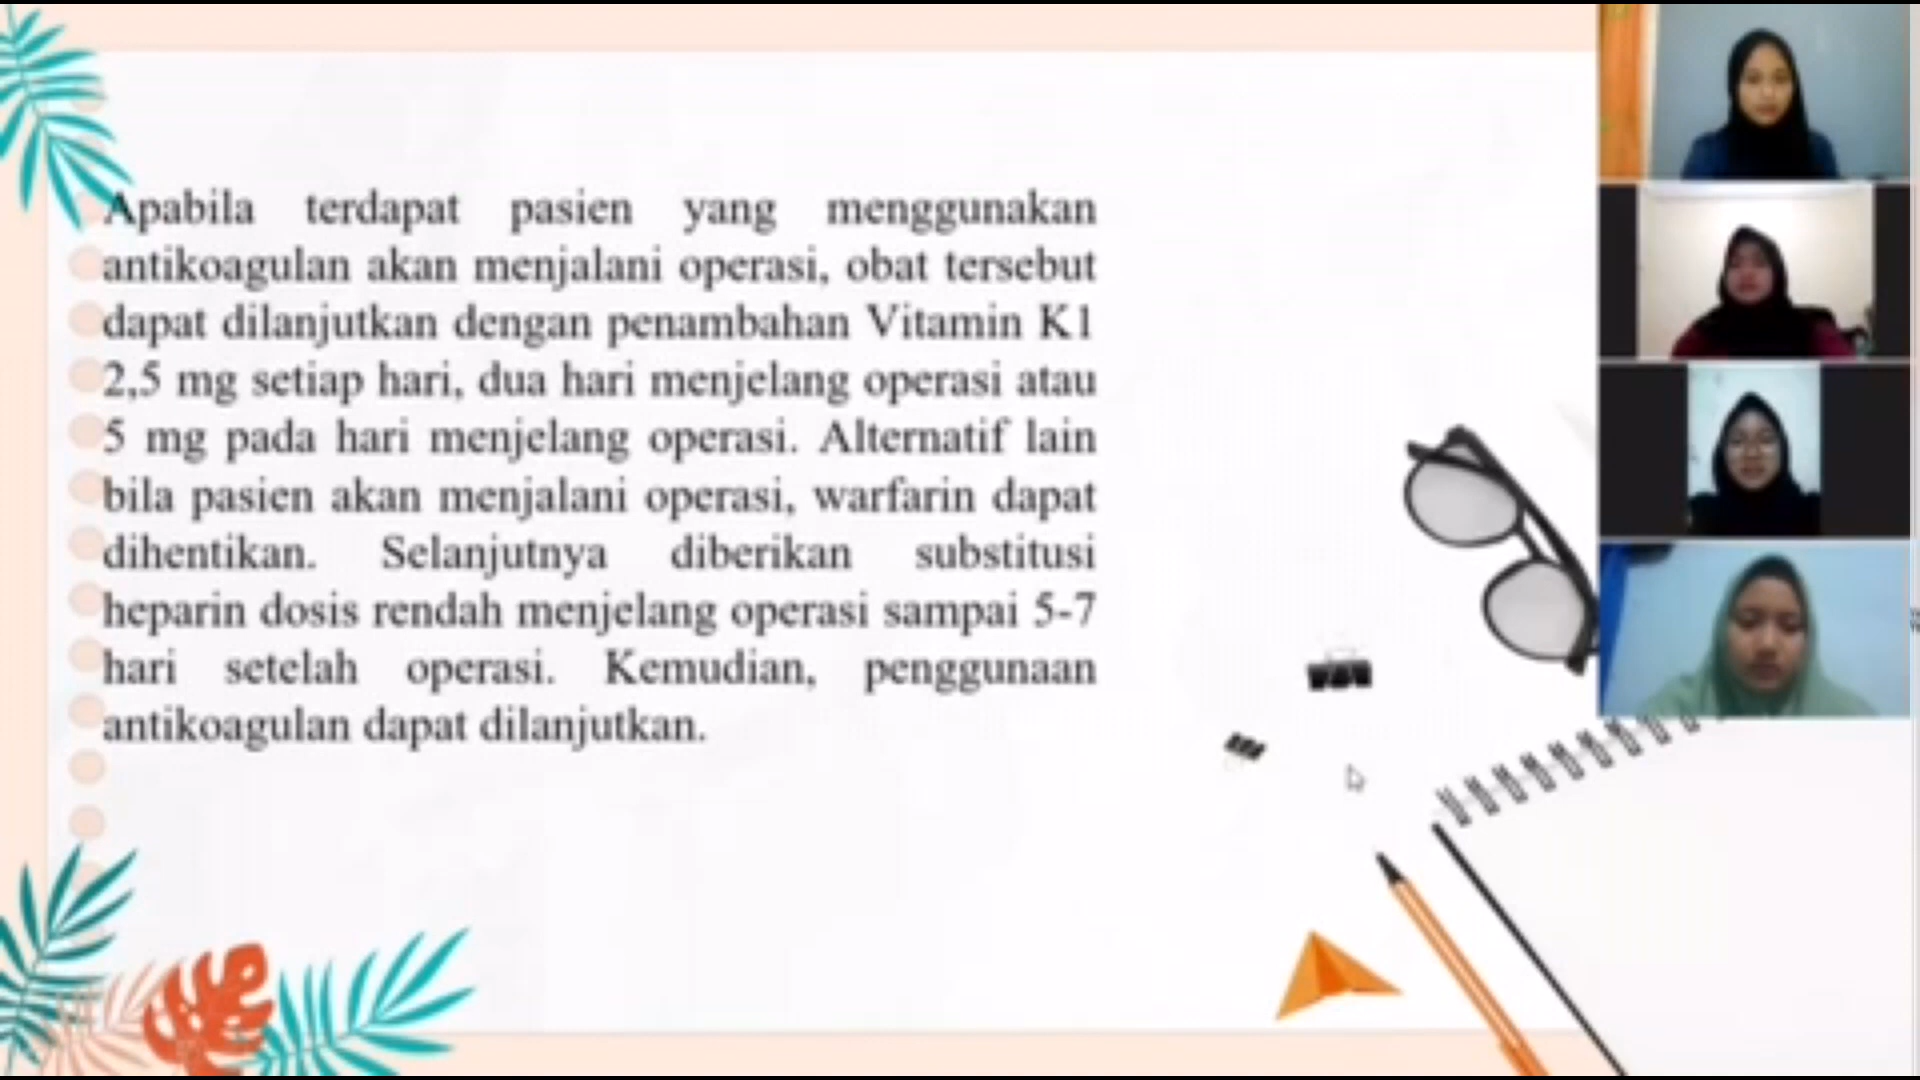 Apabila terdapat pasien yang menggunakan
antikoagulan akan menjalani operasi, obat tersebut
dapat dilanjutkan dengan penambahan Vitamin K1
2,5 mg setiap hari, dua hari menjelang operasi atau
5 mg pada hari menjelang operasi. Alternatif lain
bila pasien akan menjalani operasi, warfarin dapat
dihentikan. Selanjutnya diberikan substitusi
heparin dosis rendah menjelang operasi sampai 5-7
hari setelah operasi. Kemudian, penggunaan
antikoagulan dapat dilanjutkan.